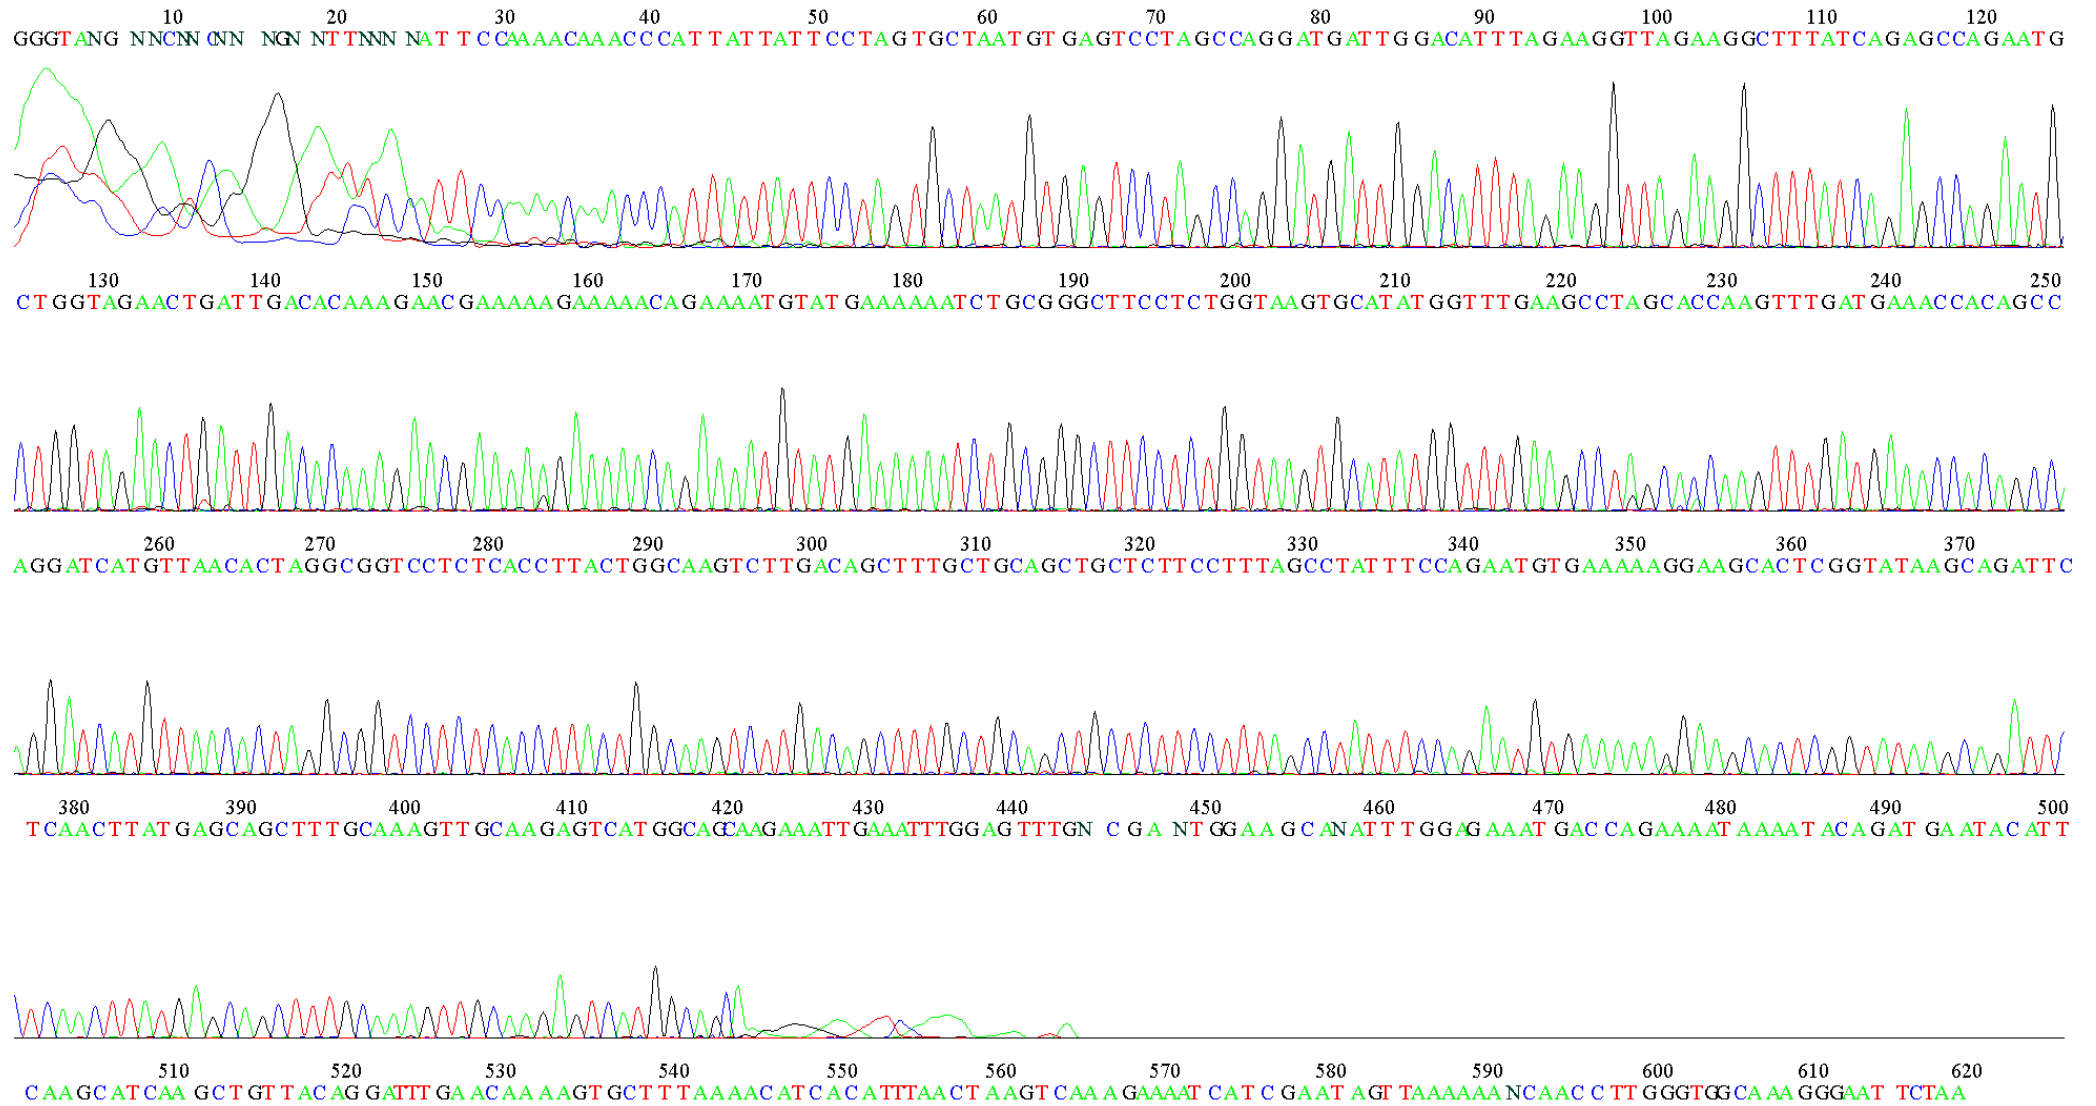 10 20 30 40 50 60 70 80 90 100 110 120
GGGTANG NNCNN CNN NGN NTTNNN NATTCCAAAACAAACCCATTATTATTCCTAGTGCTAATGTGAGTCCTAGCCAGGATGATTGGACATTTAGAAGGTTAGAAGGCTTTATCAGAGCCAGAATG
130 140 150 160 170 180 190 200 210 220 230 240 250
CTGGTAGAACTGATTGACACAAAGAACGAAAAAGAAAAACAGAAAATGTATGAAAAAATCTGCGGGCTTCCTCTGGTAAGTGCATATGGTTTGAAGCCTAGCACCAAGTTTGATGAAACCACAGCC
260 270 280 290 300 310 320 330 340 350 360 370
AGGATCATGTTAACACTAGGCGGTCCTCTCACCTTACTGGCAAGTCTTGACAGCTTTGCTGCAGCTGCTCTTCCTTTAGCCTATTTCCAGAATGTGAAAAAGGAAGCACTCGGTATAAGCAGATTC
380 390 400 410 420 430 440 450 460 470 480 490 500
TCAACTTATGAGCAGCTTTGCAAAGTTGCAAGAGTCATGGCAGCAAGAAATTGAAATTTGGAGTTTGN C GA NTGGAAGCANATTTGGAGAAATGACCAGAAAATAAAATACAGATGAATACATT
510 520 530 540 550 560 570 580 590 600 610 620
CAAGCATCAA GCTGTTACAGGATTTGAACAAAAGTGCTTTTAAAACATCACATTTAACTAAGTCAAAGAAAATCATCGAATAGTTAAAAAANCAACCTTGGGTGGCAAAGGGAATTCTAA